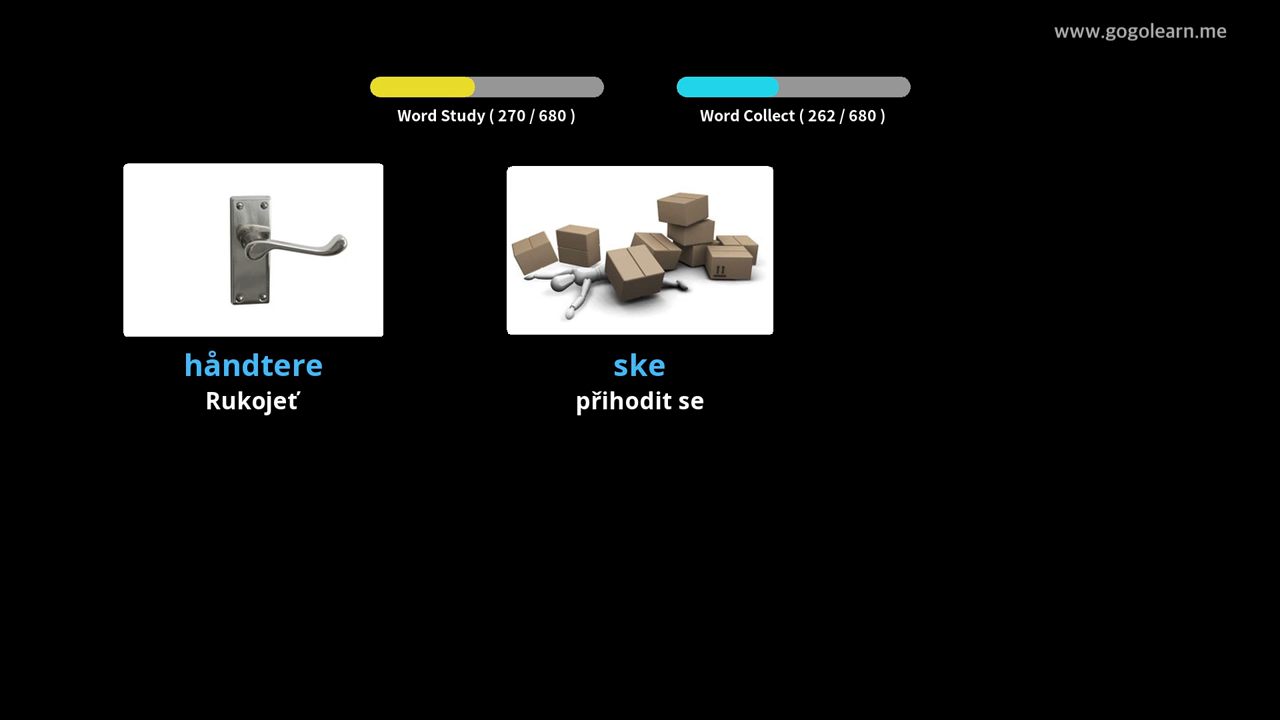 www.gogolearn.me
Word Study ( 270 / 680 )
Word Collect ( 262 / 680 )
håndtere
Rukojeť
ske
přihodit se